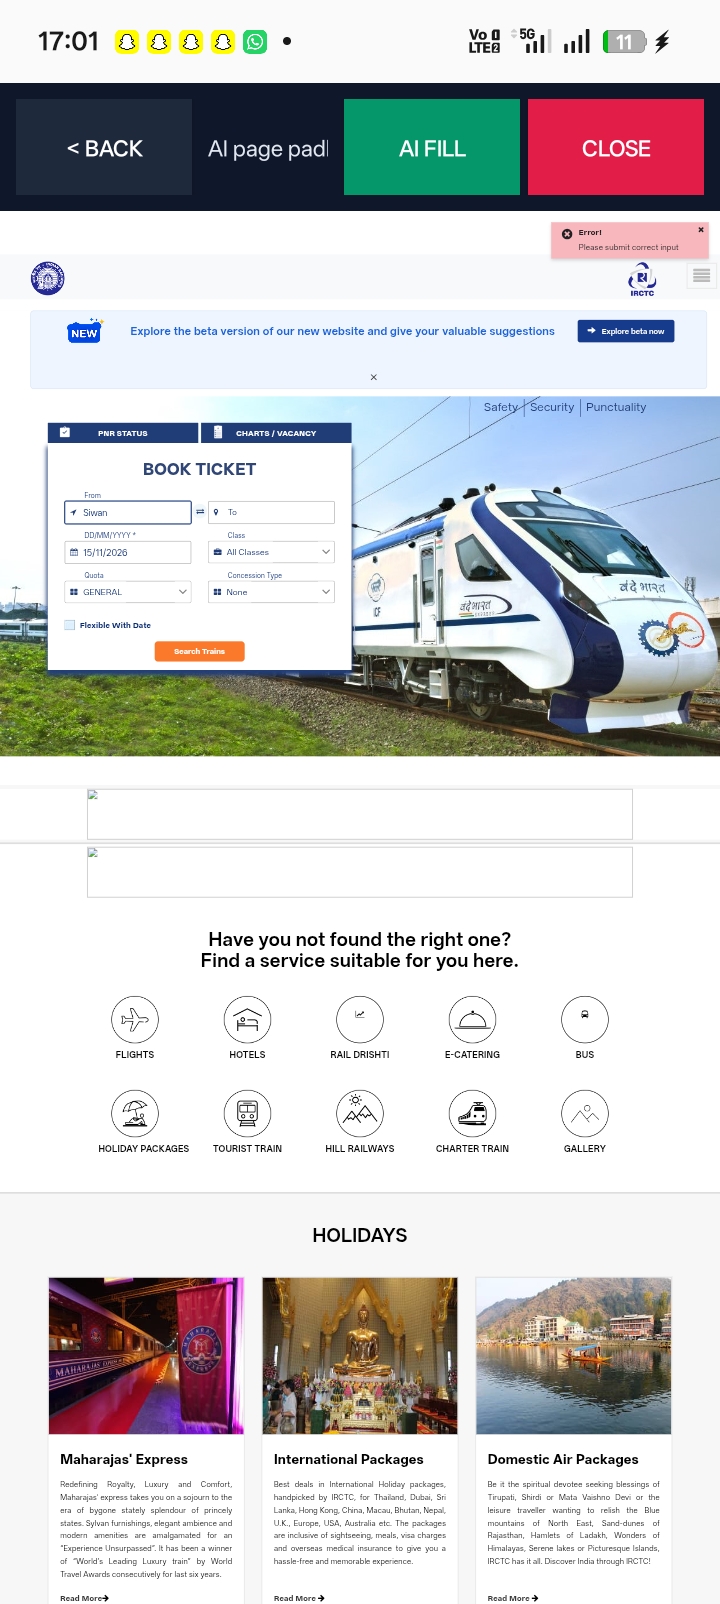 17:01
Vo LTE2
5G
11
< BACK
AI page padl
AI FILL
CLOSE
Error!
Please submit correct input
IRCTC
NEW
Explore the beta version of our new website and give your valuable suggestions
Explore beta now
Safety | Security | Punctuality
PNR STATUS
CHARTS / VACANCY
BOOK TICKET
From
Siwan
To
DD/MM/YYYY *
Class
15/11/2026
All Classes
Quota
Concession Type
GENERAL
None
Flexible With Date
Search Trains
ICF
वंदे भारत
वंदे भारत
Have you not found the right one?
Find a service suitable for you here.
FLIGHTS
HOTELS
RAIL DRISHTI
E-CATERING
BUS
HOLIDAY PACKAGES
TOURIST TRAIN
HILL RAILWAYS
CHARTER TRAIN
GALLERY
HOLIDAYS
MAHARAJAS' EXPRESS
Maharajas' Express
Redefining Royalty, Luxury and Comfort,
Maharajas' express takes you on a sojourn to the
era of bygone stately splendour of princely
states. Sylvan furnishings, elegant ambience and
modern amenities are amalgamated for an
"Experience Unsurpassed". It has been a winner
of "World's Leading Luxury train" by World
Travel Awards consecutively for last six years.
Read More
International Packages
Best deals in International Holiday packages,
handpicked by IRCTC, for Thailand, Dubai, Sri
Lanka, Hong Kong, China, Macau, Bhutan, Nepal,
U.K., Europe, USA, Australia etc. The packages
are inclusive of sightseeing, meals, visa charges
and overseas medical insurance to give you a
hassle-free and memorable experience.
Read More
Domestic Air Packages
Be it the spiritual devotee seeking blessings of
Tirupati, Shirdi or Mata Vaishno Devi or the
leisure traveller wanting to relish the Blue
mountains of North East, Sand-dunes of
Rajasthan, Hamlets of Ladakh, Wonders of
Himalayas, Serene lakes or Picturesque Islands,
IRCTC has it all. Discover India through IRCTC!
Read More